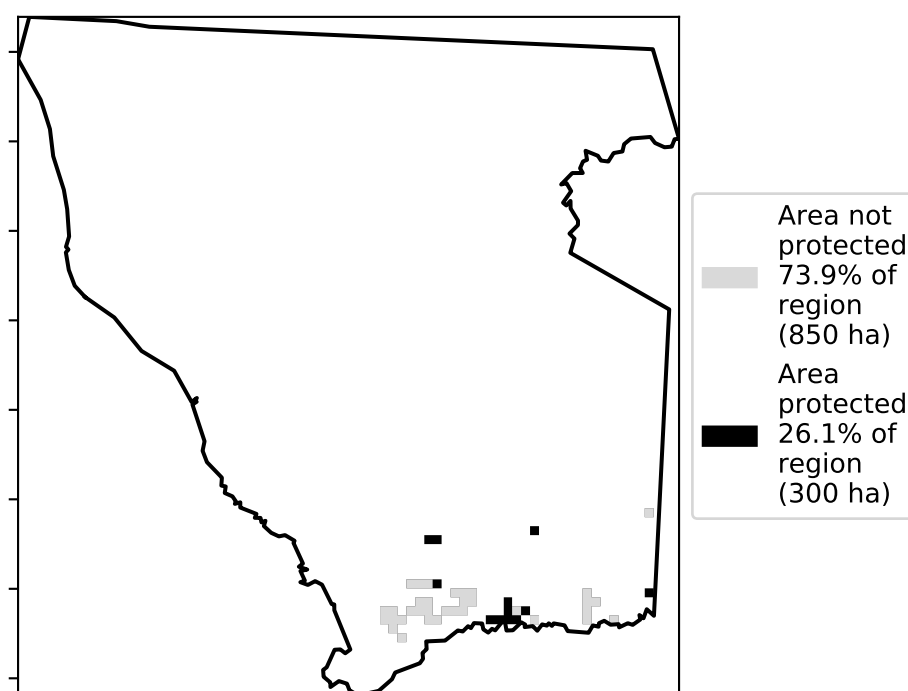 Area not
protected
73.9% of
region
(850 ha)
Area
protected
26.1% of
region
(300 ha)